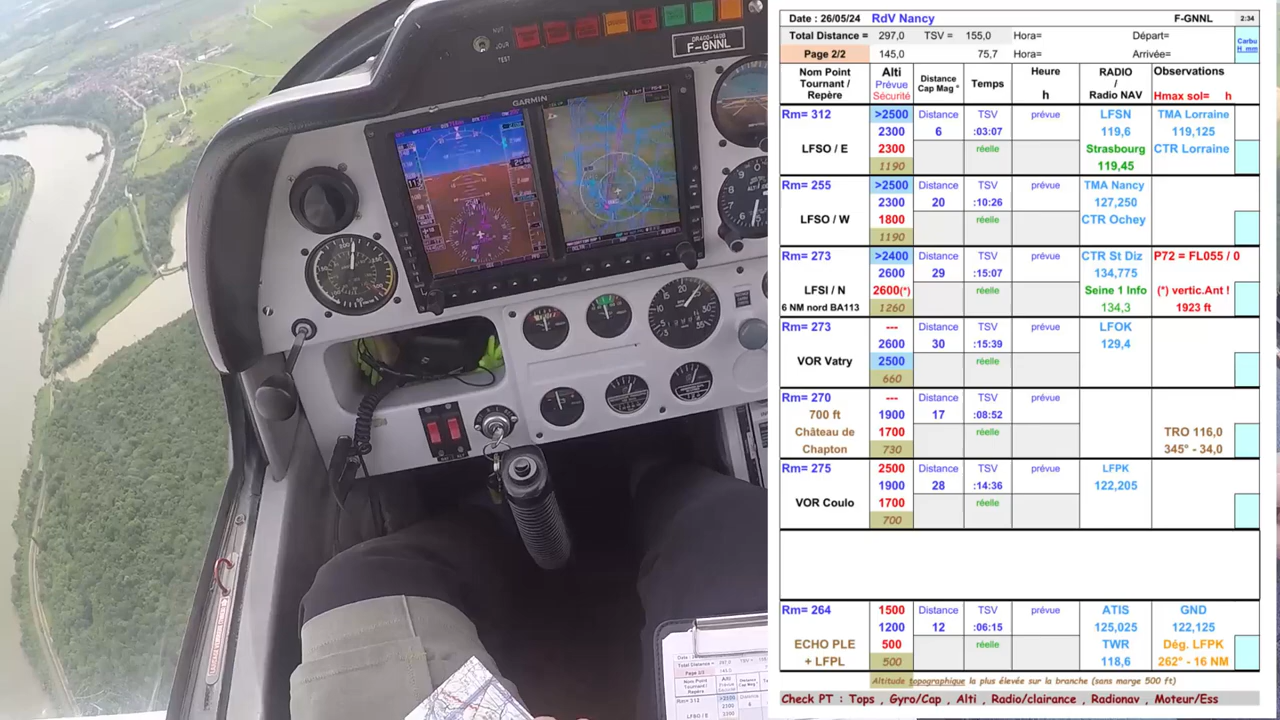 NUIT
JOUR
TEST
DR400-140B
F-GNNL
GARMIN
Date : 26/05/24 RdV Nancy F-GNNL 2:34
Total Distance = 297,0 TSV = 155,0 Hora= Départ=
Carbu
H mm
Page 2/2 145,0 75,7 Hora= Arrivée=
Nom Point
Tournant /
Repère
Alti
Prévue
Sécurité
Distance
Cap Mag °
Temps
Heure
h
RADIO
/
Radio NAV
Observations
Hmax sol= h
Rm= 312 >2500 Distance TSV prévue LFSN TMA Lorraine
2300 6 :03:07 119,6 119,125
LFSO / E 2300 réelle Strasbourg CTR Lorraine
1190 119,45
Rm= 255 >2500 Distance TSV prévue TMA Nancy
2300 20 :10:26 127,250
LFSO / W 1800 réelle CTR Ochey
1190
Rm= 273 >2400 Distance TSV prévue CTR St Diz P72 = FL055 / 0
2600 29 :15:07 134,775
LFSI / N 2600(*) réelle Seine 1 Info (*) vertic.Ant !
6 NM nord BA113 1260 134,3 1923 ft
Rm= 273 --- Distance TSV prévue LFOK
2600 30 :15:39 129,4
VOR Vatry 2500 réelle
660
Rm= 270 --- Distance TSV prévue
700 ft 1900 17 :08:52
Château de 1700 réelle TRO 116,0
Chapton 730 345° - 34,0
Rm= 275 2500 Distance TSV prévue LFPK
1900 28 :14:36 122,205
VOR Coulo 1700 réelle
700
Rm= 264 1500 Distance TSV prévue ATIS GND
1200 12 :06:15 125,025 122,125
ECHO PLE 500 réelle TWR Dég. LFPK
+ LFPL 500 118,6 262° - 16 NM
Altitude topographique la plus élevée sur la branche (sans marge 500 ft)
Check PT : Tops , Gyro/Cap , Alti , Radio/clairance , Radionav , Moteur/Ess